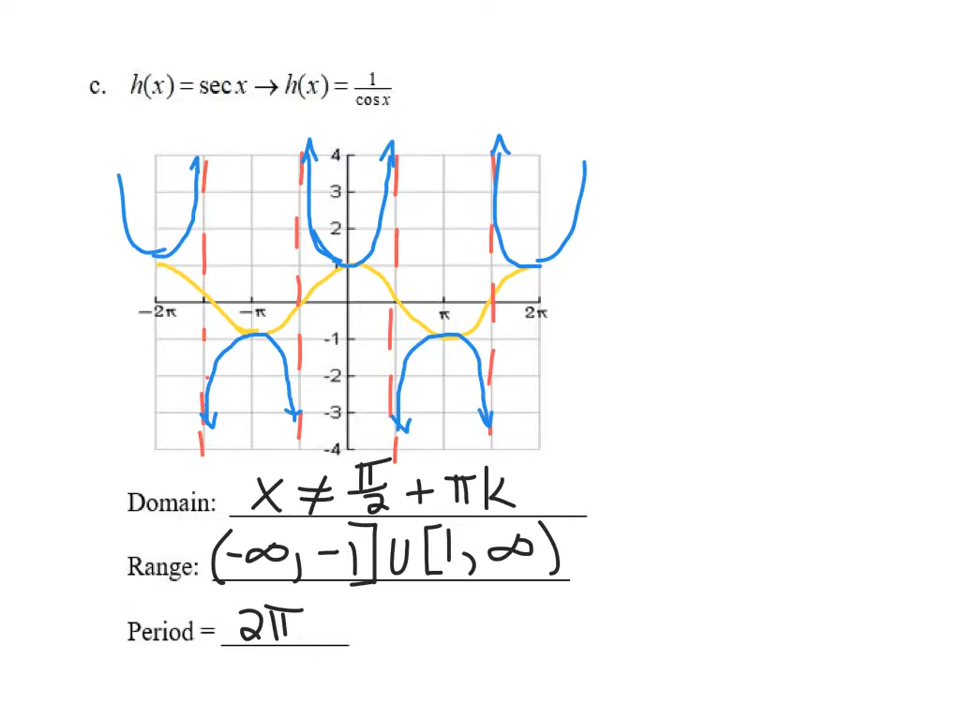 c. h(x) = sec x → h(x) = 1/cos x
4
3
2
-2π -π π 2π
-1
-2
-3
-4
Domain: x ≠ π/2 + πk
Range: (-∞, -1] ∪ [1, ∞)
Period = 2π